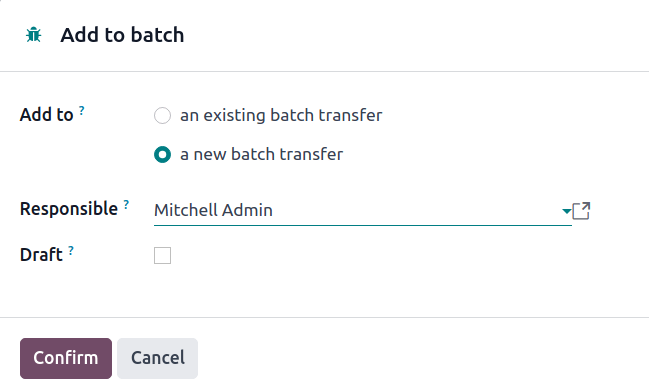 Add to batch
Add to ? an existing batch transfer
a new batch transfer
Responsible ? Mitchell Admin
Draft ?
Confirm Cancel